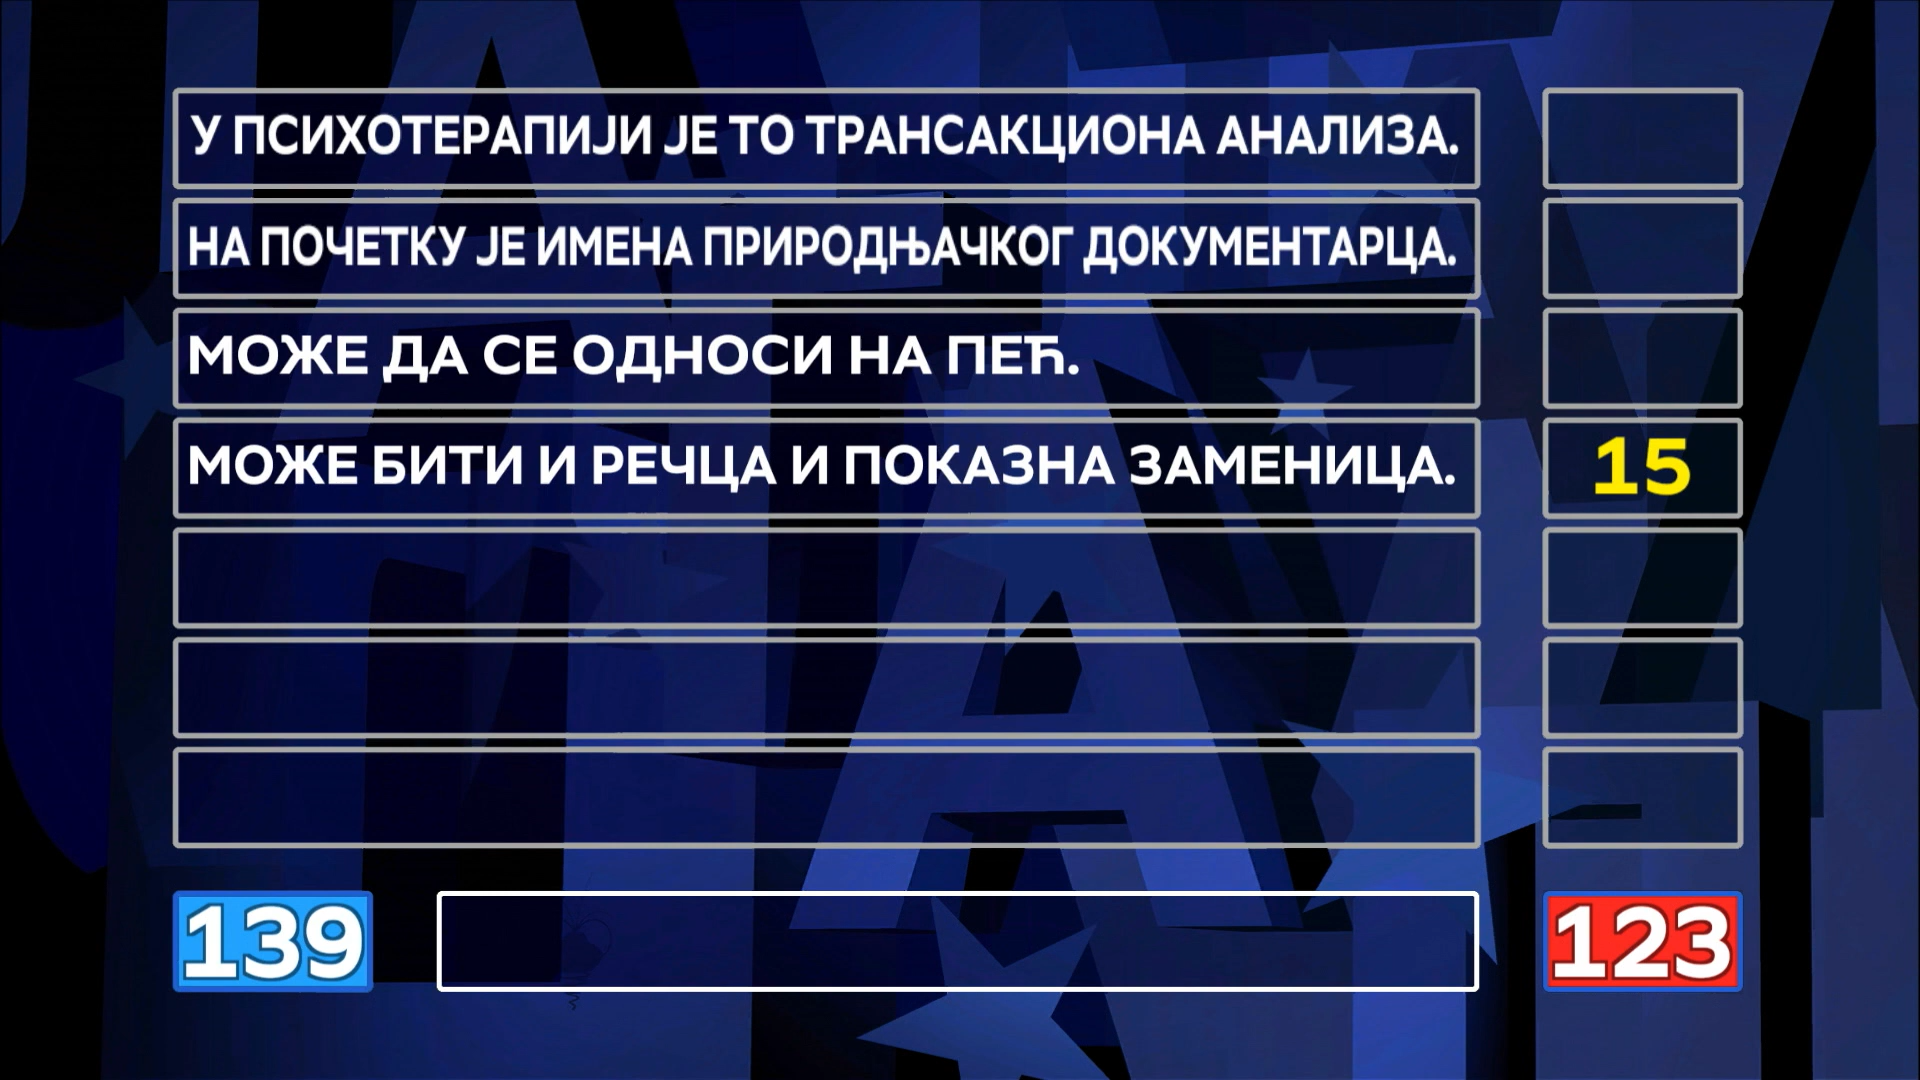 У ПСИХОТЕРАПИЈИ ЈЕ ТО ТРАНСАКЦИОНА АНАЛИЗА.
НА ПОЧЕТКУ ЈЕ ИМЕНА ПРИРОДЊАЧКОГ ДОКУМЕНТАРЦА.
МОЖЕ ДА СЕ ОДНОСИ НА ПЕЋ.
МОЖЕ БИТИ И РЕЧЦА И ПОКАЗНА ЗАМЕНИЦА.
15
139
123